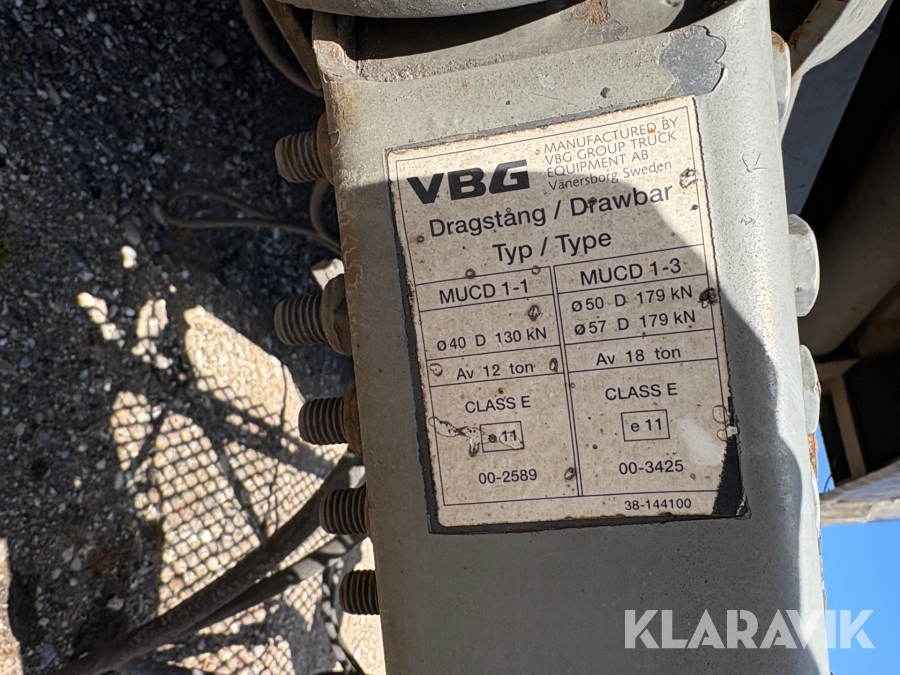 VBG
MANUFACTURED BY
VBG GROUP TRUCK
EQUIPMENT AB
Vänersborg Sweden
Dragstång / Drawbar
Typ / Type
MUCD 1-1
ø40 D 130 kN
Av 12 ton
CLASS E
e 11
00-2589
MUCD 1-3
ø50 D 179 kN
ø57 D 179 kN
Av 18 ton
CLASS E
e 11
00-3425
38-144100
KLARAVIK